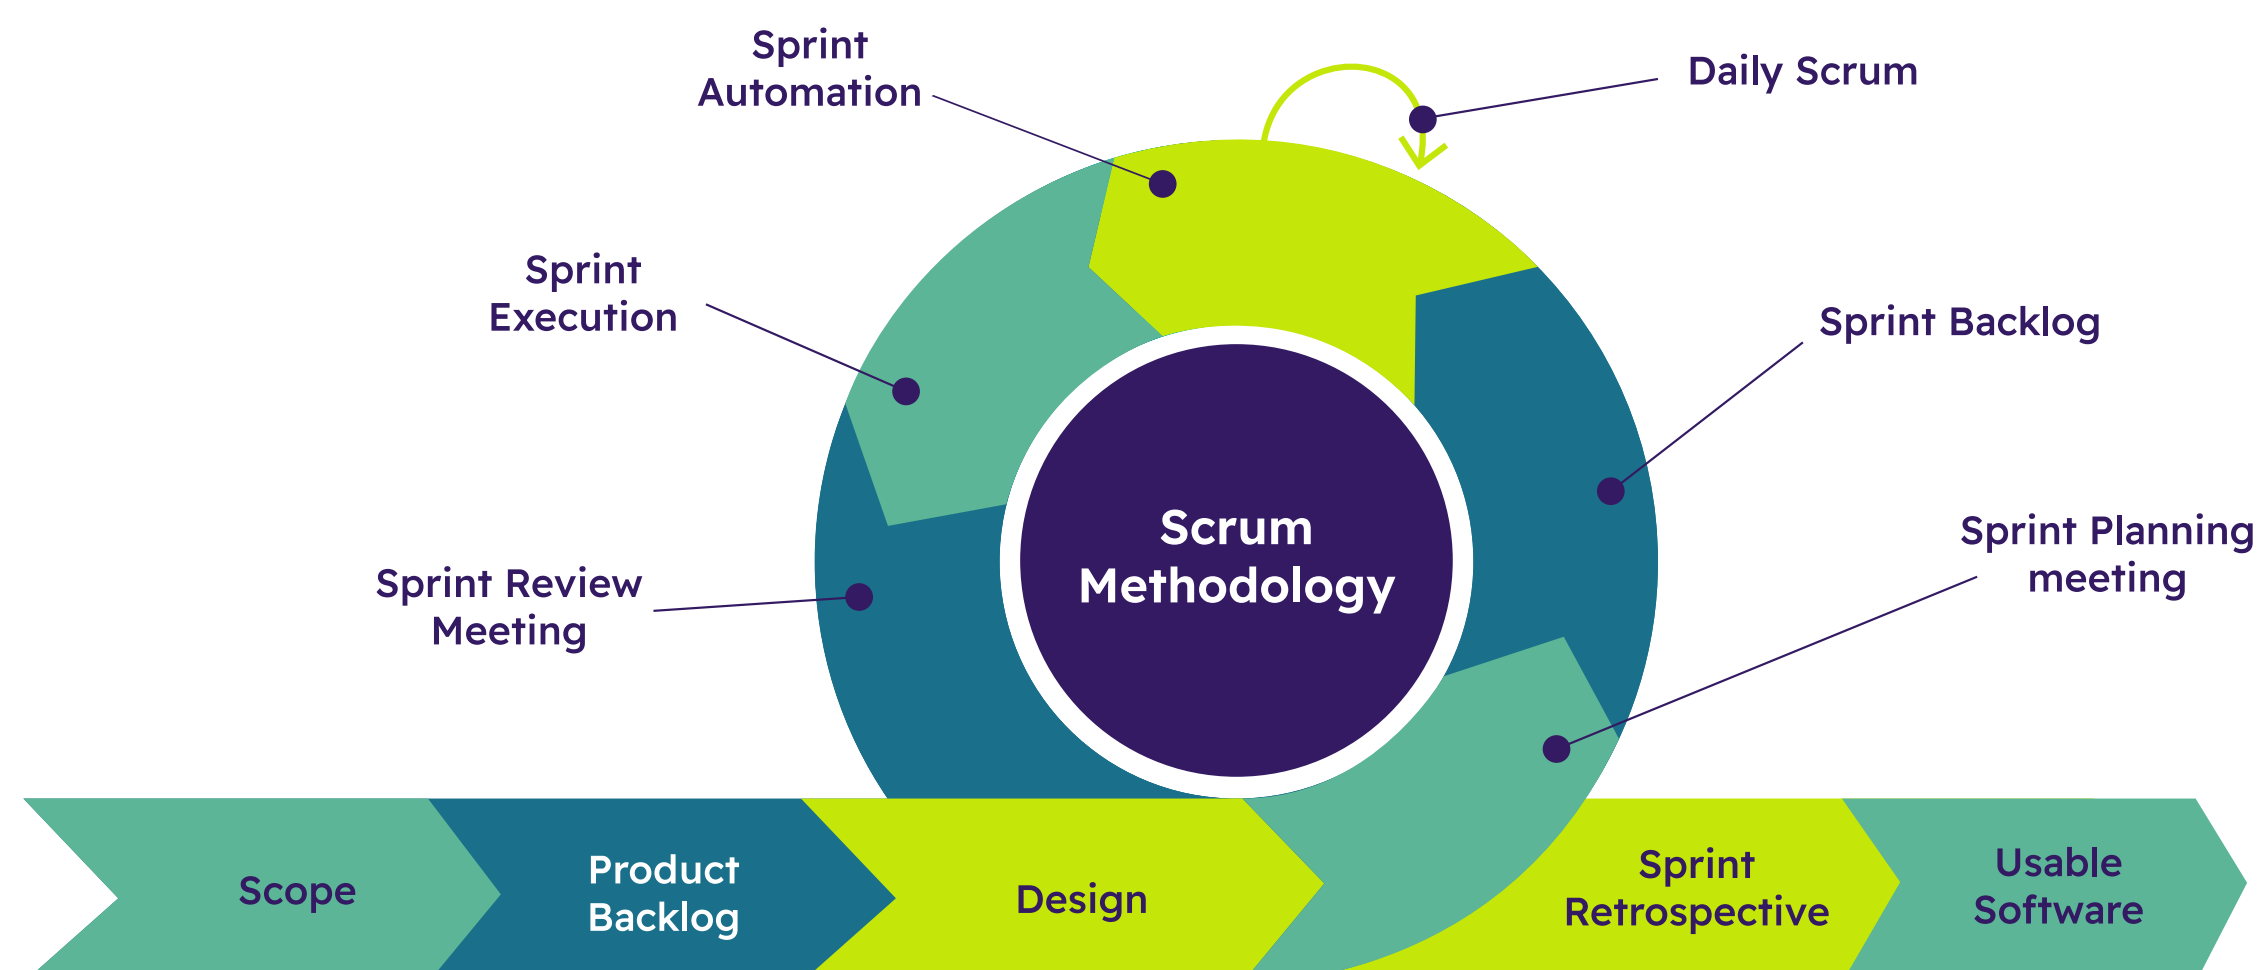 Sprint
Automation
Daily Scrum
Sprint
Execution
Sprint Backlog
Sprint Planning
meeting
Scrum
Methodology
Sprint Review
Meeting
Scope
Product
Backlog
Design
Sprint
Retrospective
Usable
Software